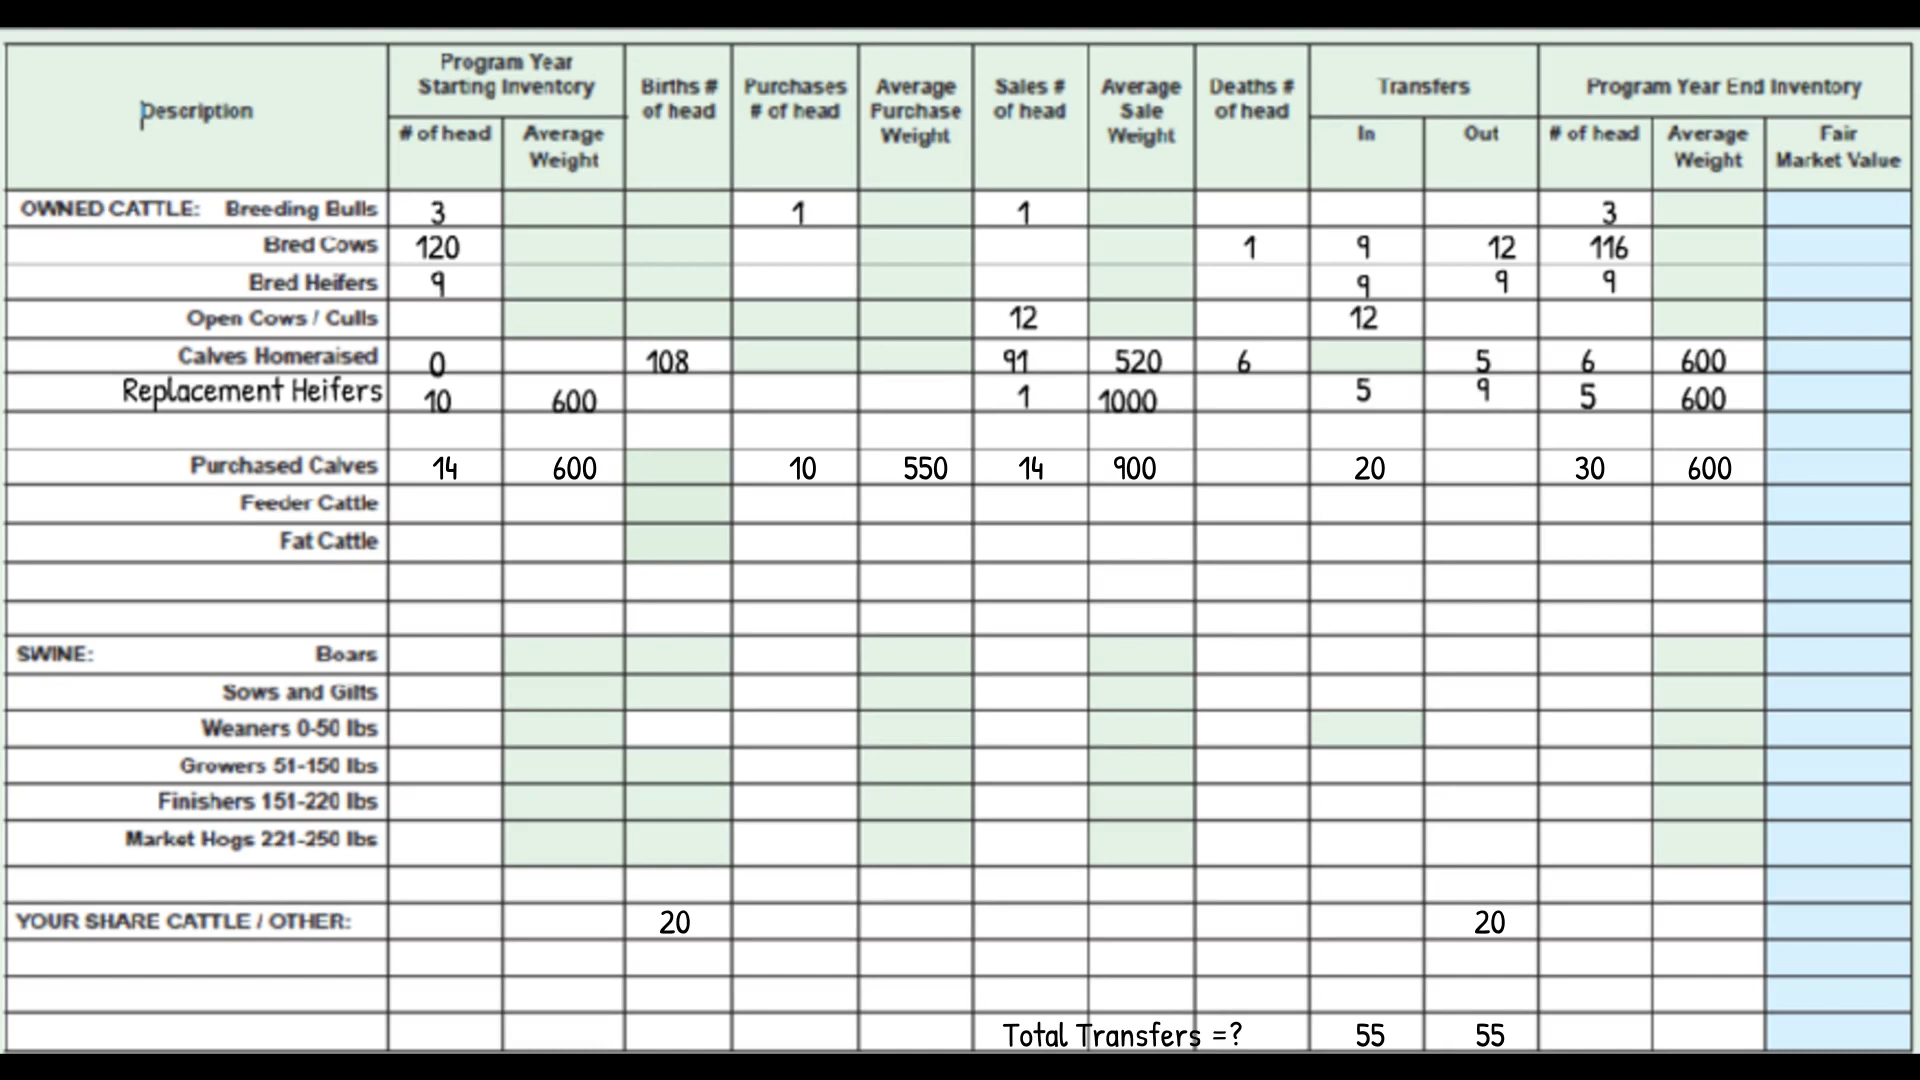 Description Program Year Starting Inventory Births # of head Purchases # of head Average Purchase Weight Sales # of head Average Sale Weight Deaths # of head Transfers Program Year End Inventory
# of head Average Weight In Out # of head Average Weight Fair Market Value
OWNED CATTLE: Breeding Bulls 3 1 1 3
Bred Cows 120 1 9 12 116
Bred Heifers 9 9 9 9
Open Cows / Culls 12 12
Calves Homeraised 0 108 91 520 6 5 6 600
Replacement Heifers 10 600 1 1000 5 9 5 600
Purchased Calves 14 600 10 550 14 900 20 30 600
Feeder Cattle
Fat Cattle
SWINE: Boars
Sows and Gilts
Weaners 0-50 lbs
Growers 51-150 lbs
Finishers 151-220 lbs
Market Hogs 221-250 lbs
YOUR SHARE CATTLE / OTHER: 20 20
Total Transfers =? 55 55